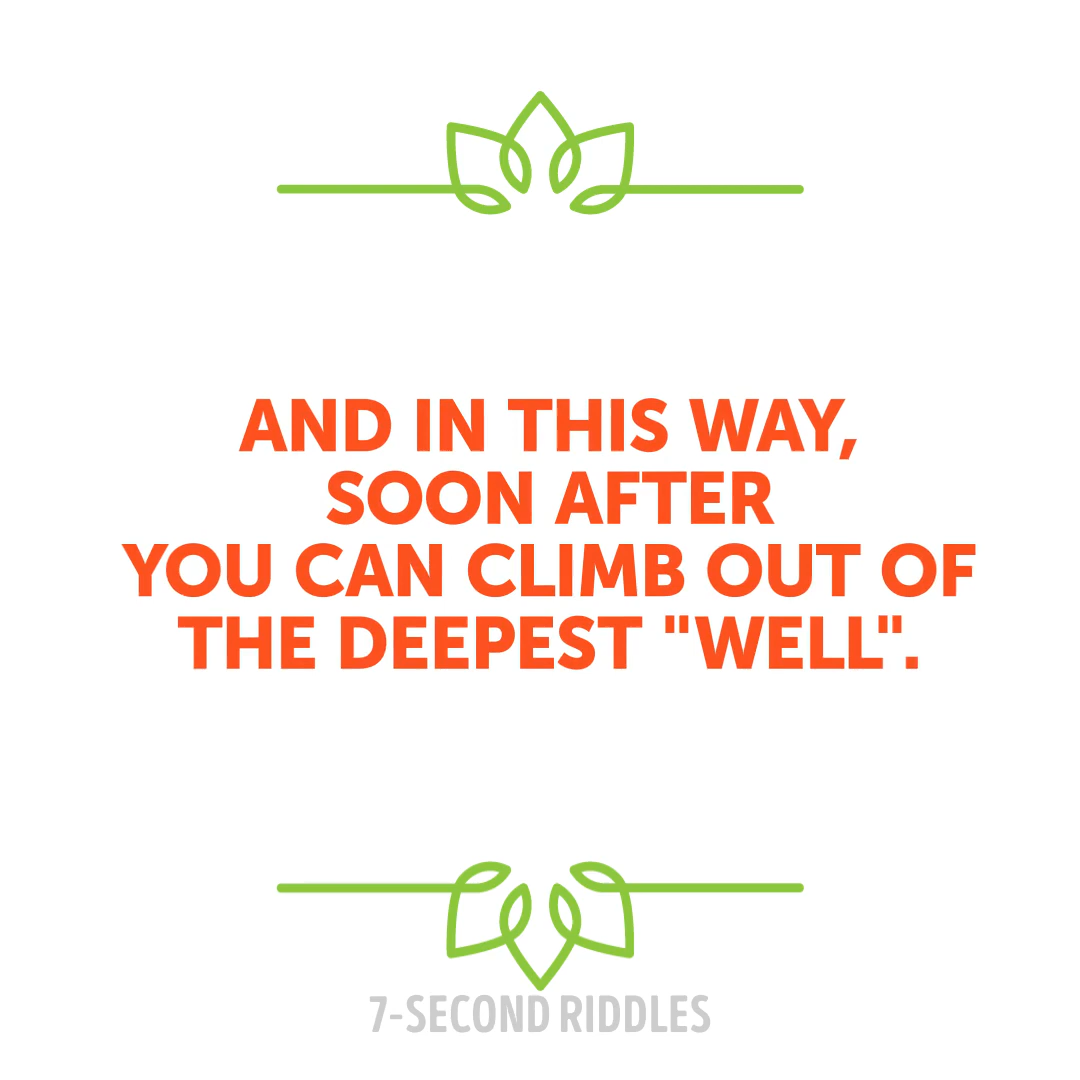 AND IN THIS WAY,
SOON AFTER
YOU CAN CLIMB OUT OF
THE DEEPEST "WELL".
7-SECOND RIDDLES